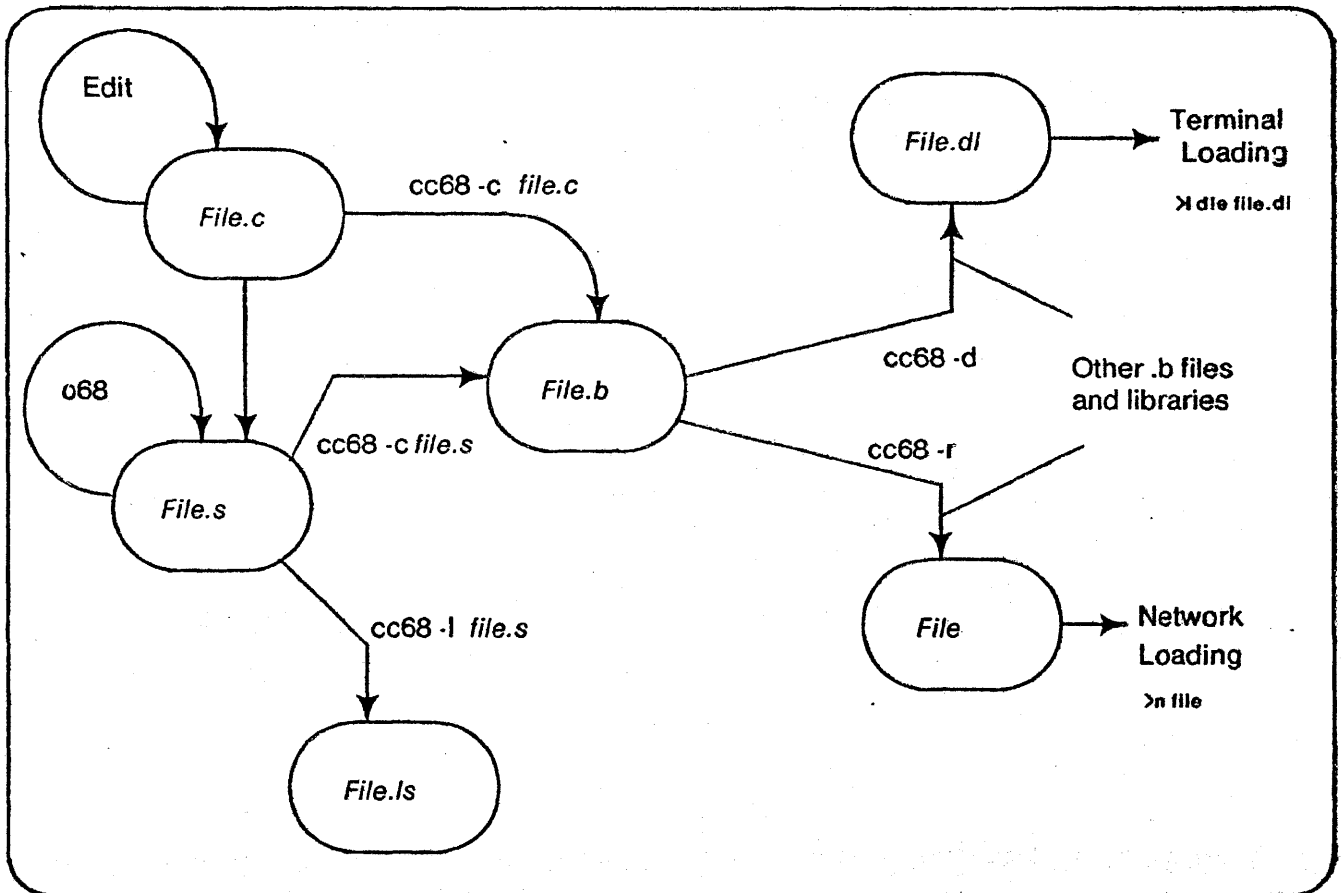 Edit
File.c
cc68 -c file.c
o68
File.s
cc68 -c file.s
File.b
cc68 -l file.s
File.ls
cc68 -d
File.dl
Terminal
Loading
dle file.dl
Other .b files
and libraries
cc68 -r
File
Network
Loading
>n file